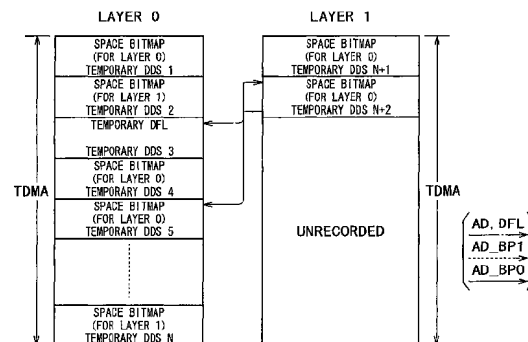 LAYER 0
LAYER 1
SPACE BITMAP
(FOR LAYER 0)
TEMPORARY DDS 1
SPACE BITMAP
(FOR LAYER 1)
TEMPORARY DDS 2
TEMPORARY DFL
TEMPORARY DDS 3
SPACE BITMAP
(FOR LAYER 0)
TEMPORARY DDS 4
SPACE BITMAP
(FOR LAYER 0)
TEMPORARY DDS 5
SPACE BITMAP
(FOR LAYER 1)
TEMPORARY DDS N
TDMA
SPACE BITMAP
(FOR LAYER 0)
TEMPORARY DDS N+1
SPACE BITMAP
(FOR LAYER 0)
TEMPORARY DDS N+2
UNRECORDED
TDMA
AD_DFL
AD_BP1
AD_BP0